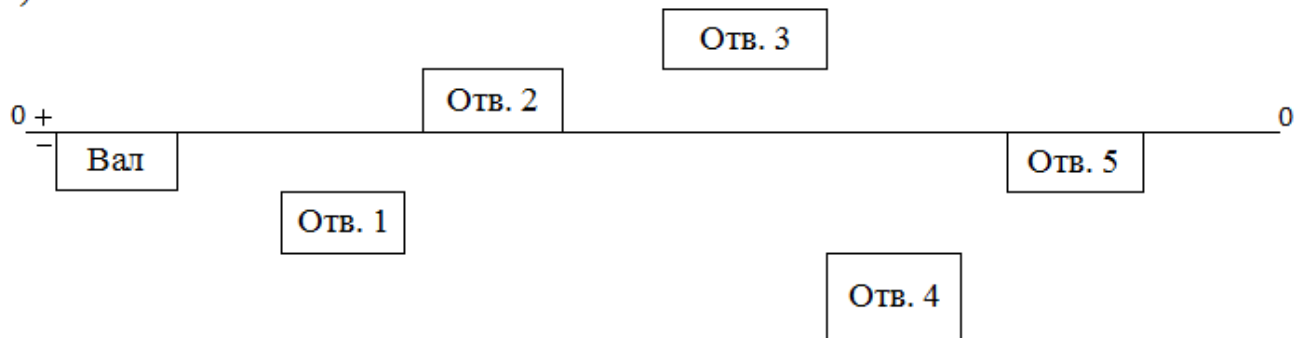 )
Отв. 3
Отв. 2
0 +
0
–
Вал
Отв. 5
Отв. 1
Отв. 4